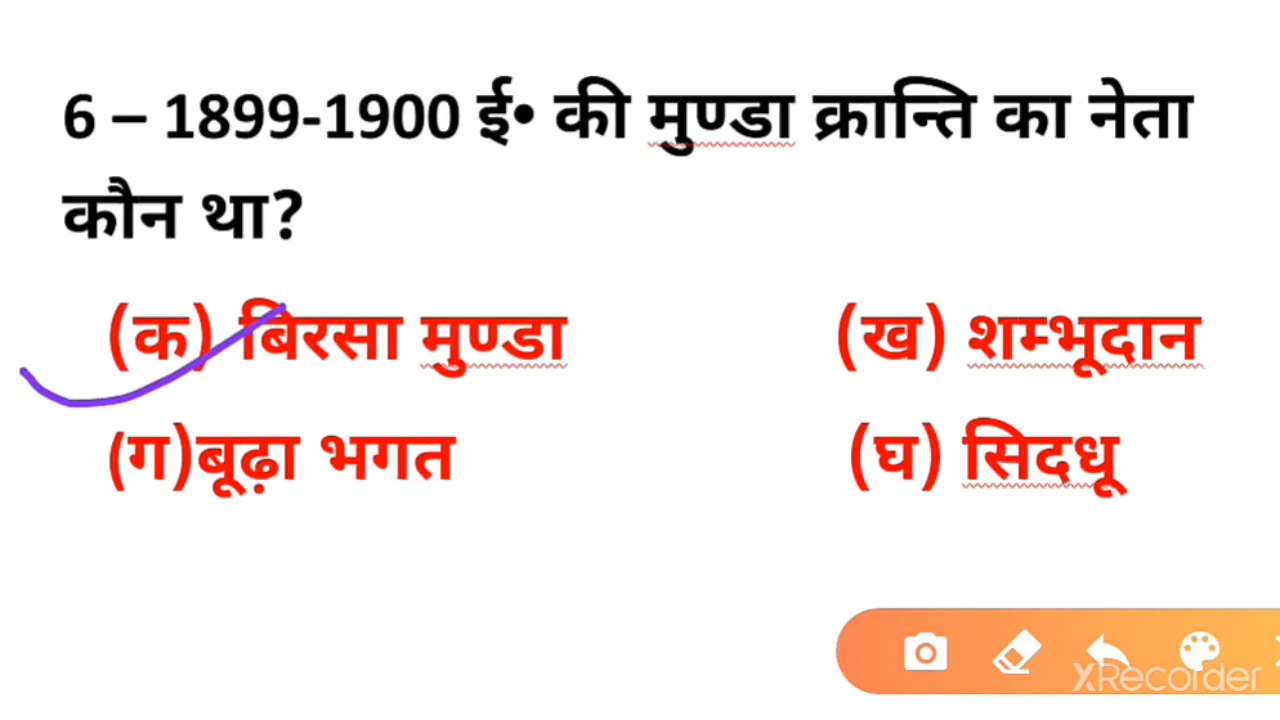 6 – 1899-1900 ई• की मुण्डा क्रान्ति का नेता
कौन था?
(क) बिरसा मुण्डा (ख) शम्भूदान
(ग)बूढ़ा भगत (घ) सिदधू
XRecorder